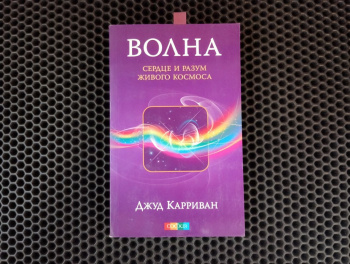 ВОЛНА
СЕРДЦЕ И РАЗУМ
ЖИВОГО КОСМОСА
ДЖУД КАРРИВАН